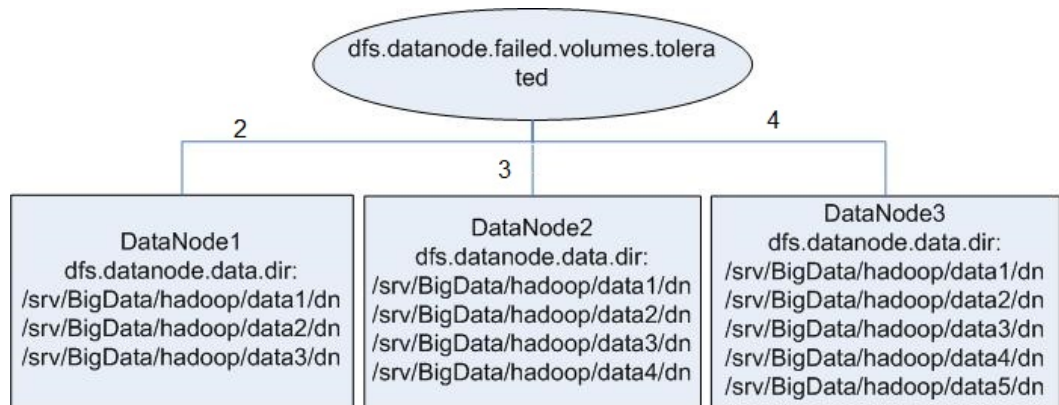 dfs.datanode.failed.volumes.tolera
ted
2
3
4
DataNode1
dfs.datanode.data.dir:
/srv/BigData/hadoop/data1/dn
/srv/BigData/hadoop/data2/dn
/srv/BigData/hadoop/data3/dn
DataNode2
dfs.datanode.data.dir:
/srv/BigData/hadoop/data1/dn
/srv/BigData/hadoop/data2/dn
/srv/BigData/hadoop/data3/dn
/srv/BigData/hadoop/data4/dn
DataNode3
dfs.datanode.data.dir:
/srv/BigData/hadoop/data1/dn
/srv/BigData/hadoop/data2/dn
/srv/BigData/hadoop/data3/dn
/srv/BigData/hadoop/data4/dn
/srv/BigData/hadoop/data5/dn